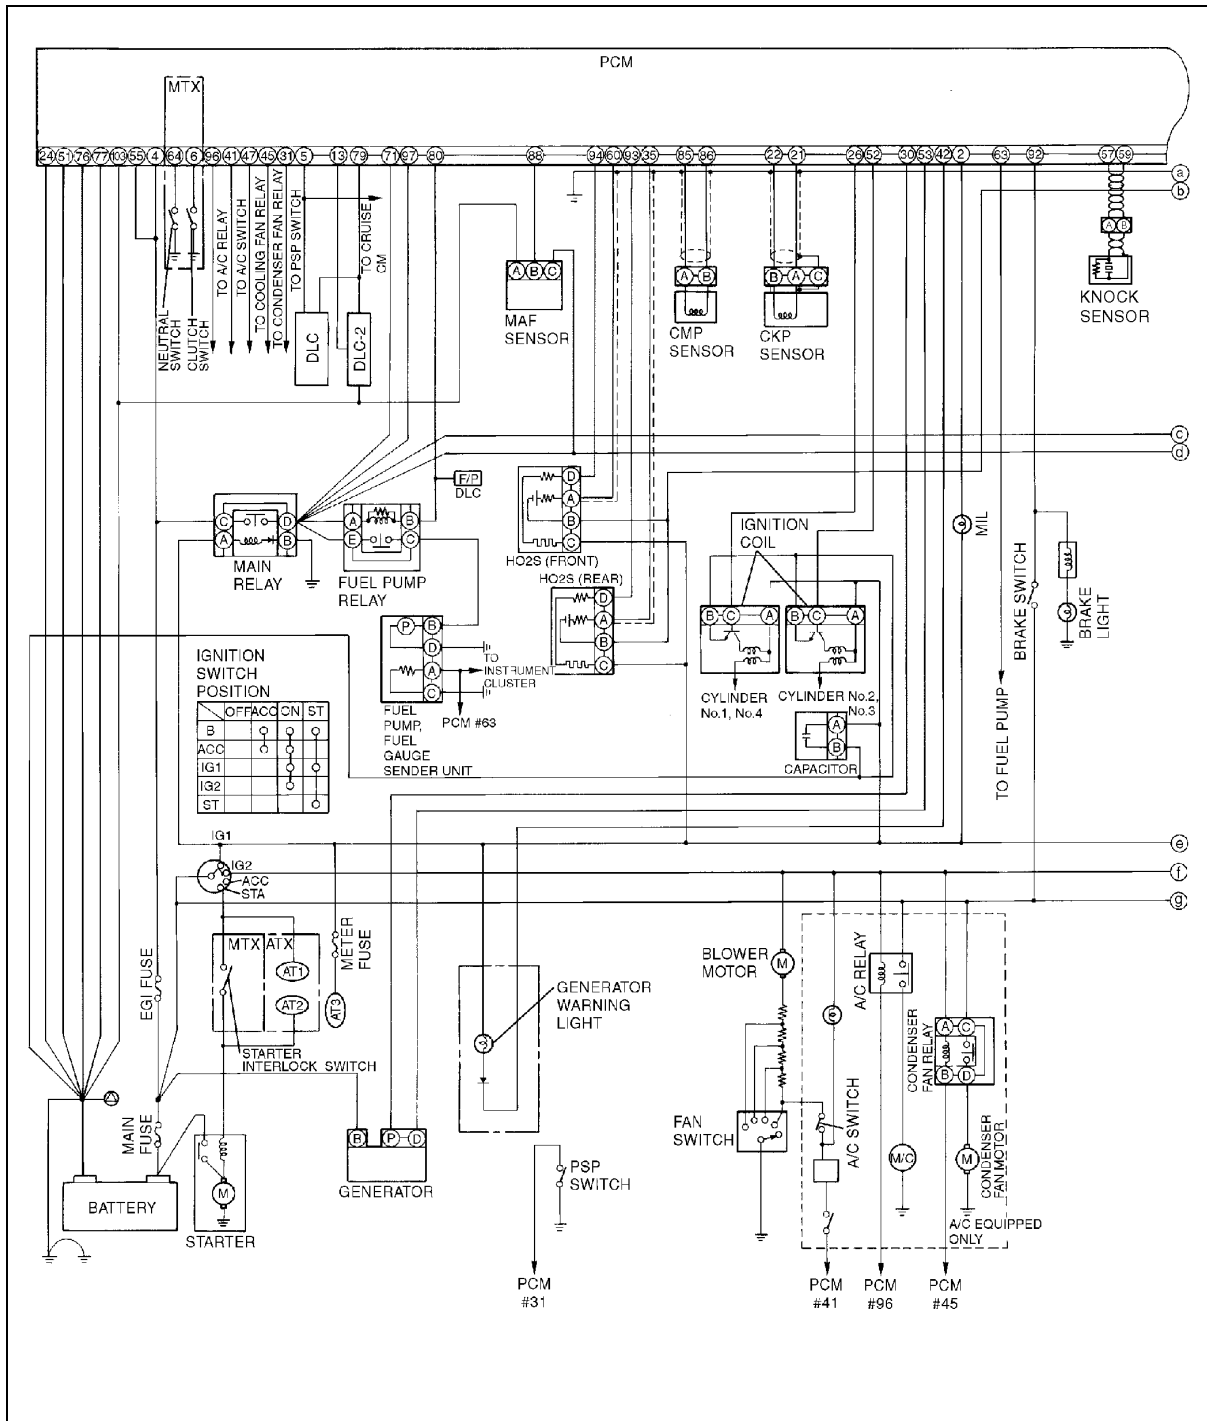 PCM
MTX
24 51 76 77 103 55 4 64 6 96 41 47 45 31 5 13 79 71 97 80 88 94 60 93 35 85 86 22 21 26 52 30 53 42 2 63 92 57 59
a
b
NEUTRAL
SWITCH
CLUTCH
SWITCH
TO A/C RELAY
TO A/C SWITCH
TO COOLING FAN RELAY
TO CONDENSER FAN RELAY
TO PSP SWITCH
TO CRUISE
CM
DLC
DLC-2
A B C
MAF
SENSOR
A B
CMP
SENSOR
B A C
CKP
SENSOR
A B
KNOCK
SENSOR
c
d
F/P
DLC
C D
A B
MAIN
RELAY
A B
E C
FUEL PUMP
RELAY
D
A
B
C
HO2S (FRONT)
HO2S (REAR)
D
A
B
C
IGNITION
COIL
B C A
B C A
CYLINDER
No.1, No.4
CYLINDER No.2,
No.3
MIL
BRAKE SWITCH
BRAKE
LIGHT
P B
D
A
C
TO
INSTRUMENT
CLUSTER
PCM #63
FUEL
PUMP,
FUEL
GAUGE
SENDER UNIT
A
B
CAPACITOR
TO FUEL PUMP
IGNITION
SWITCH
POSITION
OFF ACC ON ST
B
ACC
IG1
IG2
ST
IG1
IG2
ACC
STA
e
f
g
EGI FUSE
MTX ATX
AT1
AT2
STARTER
INTERLOCK SWITCH
METER
FUSE
AT3
GENERATOR
WARNING
LIGHT
BLOWER
MOTOR
M
A/C RELAY
CONDENSER
FAN RELAY
A C
B D
MAIN
FUSE
BATTERY
M
STARTER
B P D
GENERATOR
PSP
SWITCH
FAN
SWITCH
A/C SWITCH
M/C
M
CONDENSER
FAN MOTOR
A/C EQUIPPED
ONLY
PCM
#31
PCM
#41
PCM
#96
PCM
#45